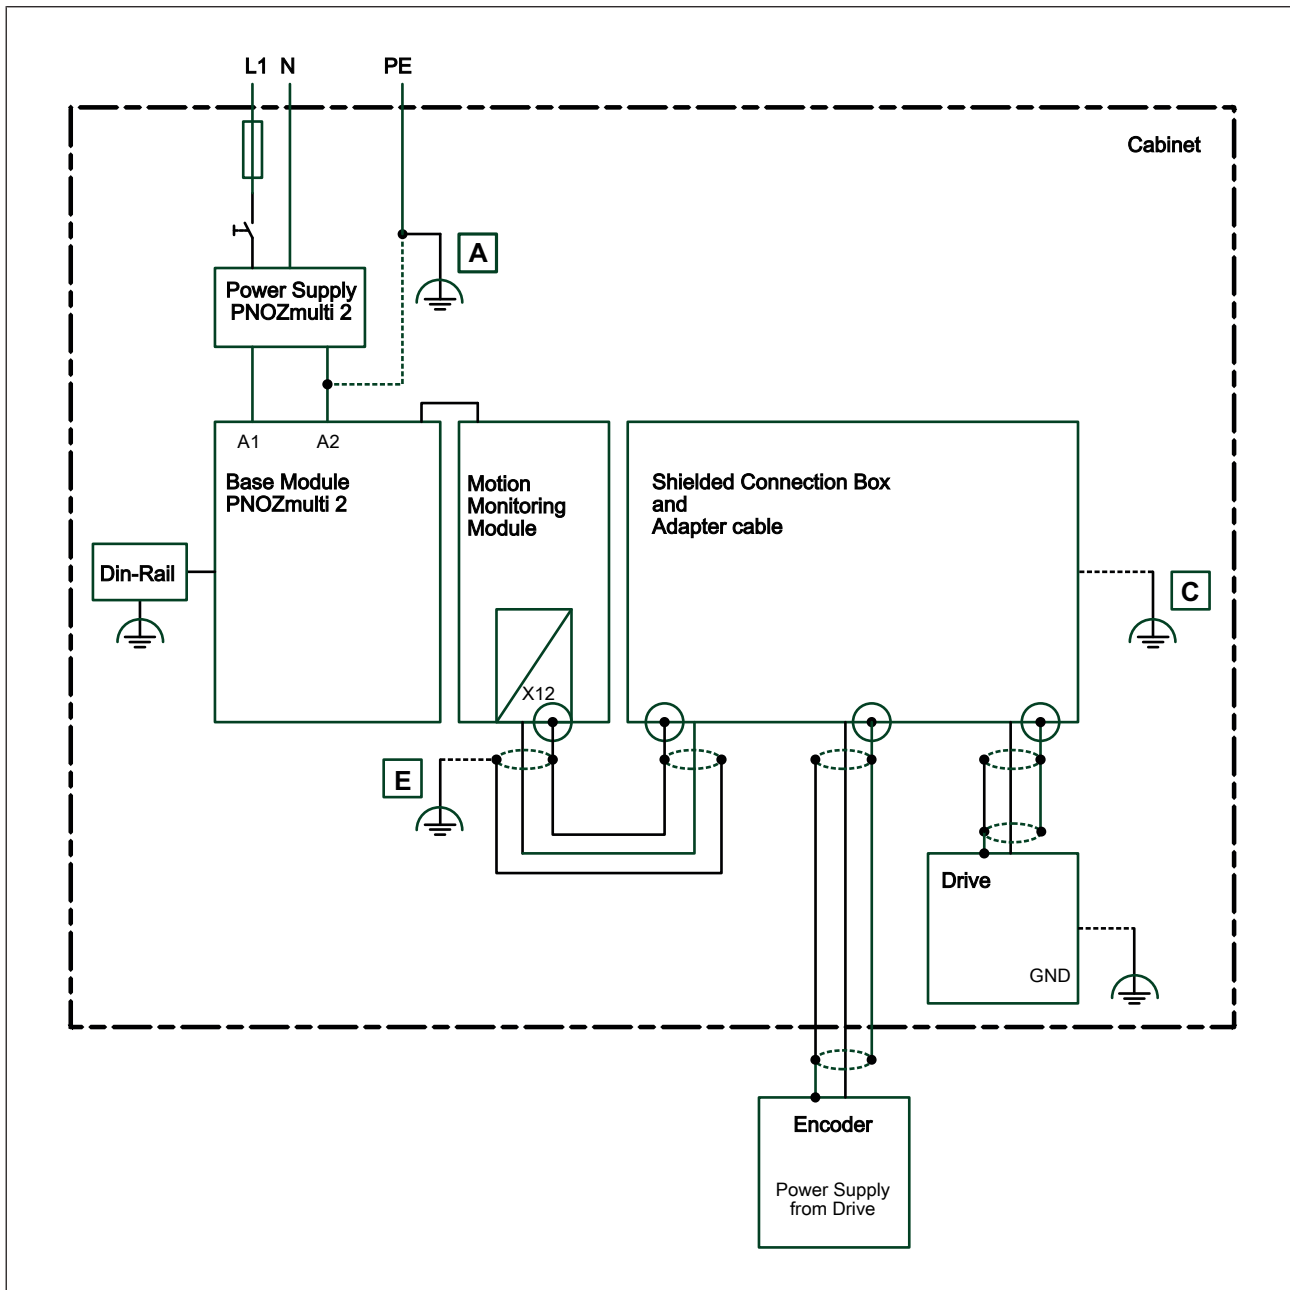 L1 N PE
Cabinet
A
Power Supply
PNOZmulti 2
A1 A2
Base Module
PNOZmulti 2
Motion
Monitoring
Module
Shielded Connection Box
and
Adapter cable
Din-Rail
C
X12
E
Drive
GND
Encoder
Power Supply
from Drive